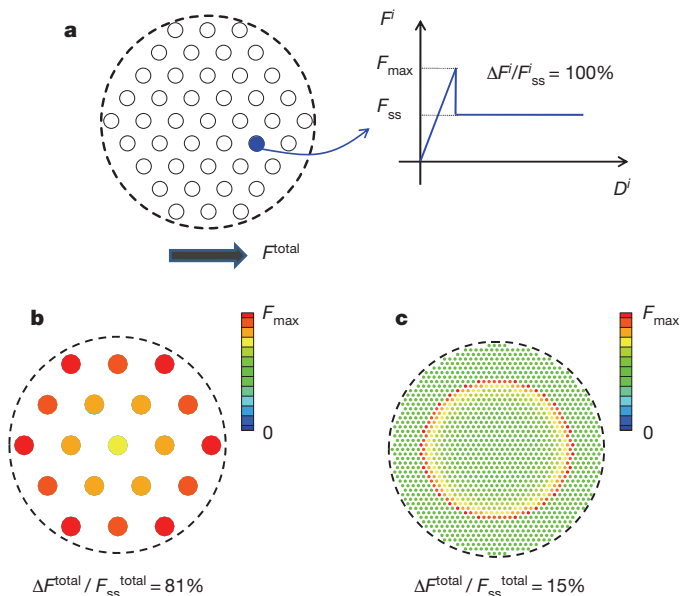 a
F^i
F_max
ΔF^i/F^i_ss = 100%
F_ss
D^i
F^total
b
F_max
0
ΔF^total / F_ss^total = 81%
c
F_max
0
ΔF^total / F_ss^total = 15%